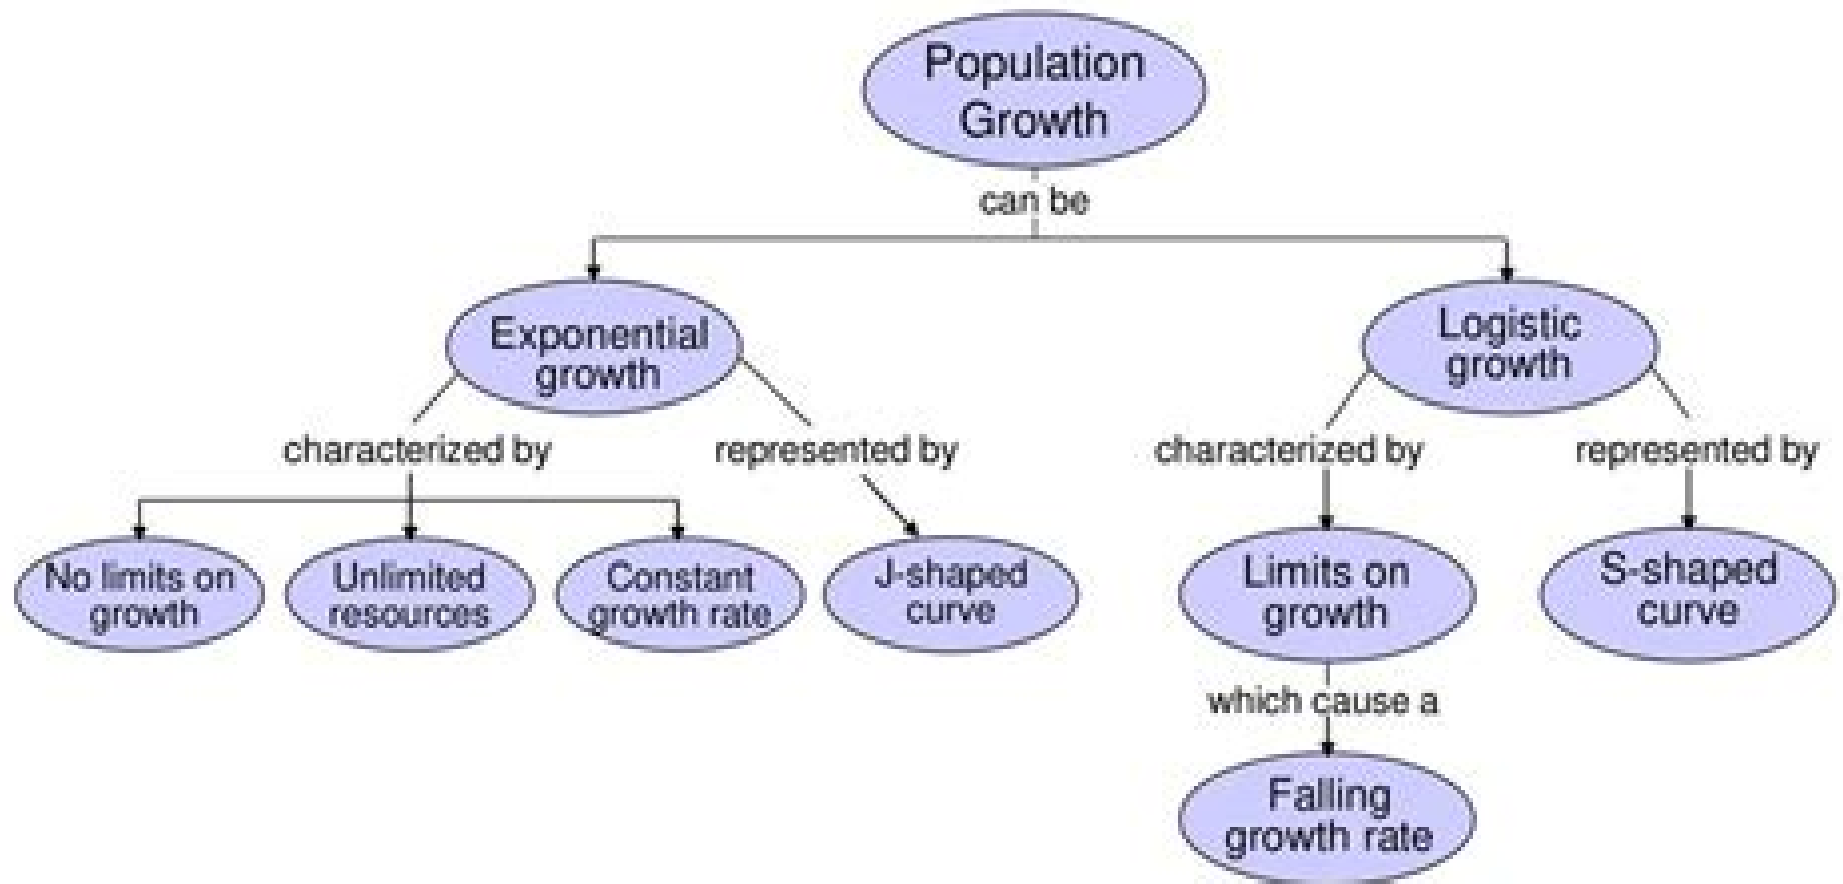 Population
Growth
can be
Exponential
growth
Logistic
growth
characterized by
represented by
characterized by
represented by
No limits on
growth
Unlimited
resources
Constant
growth rate
J-shaped
curve
Limits on
growth
S-shaped
curve
which cause a
Falling
growth rate